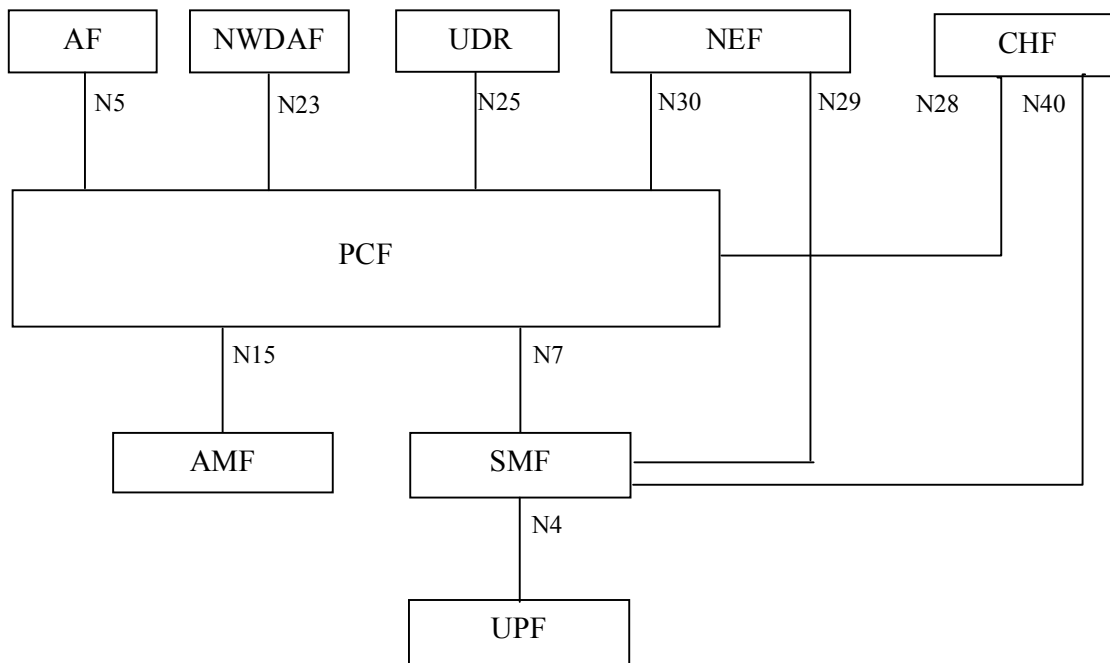 AF
NWDAF
UDR
NEF
CHF
N5
N23
N25
N30
N29
N28
N40
PCF
N15
N7
AMF
SMF
N4
UPF